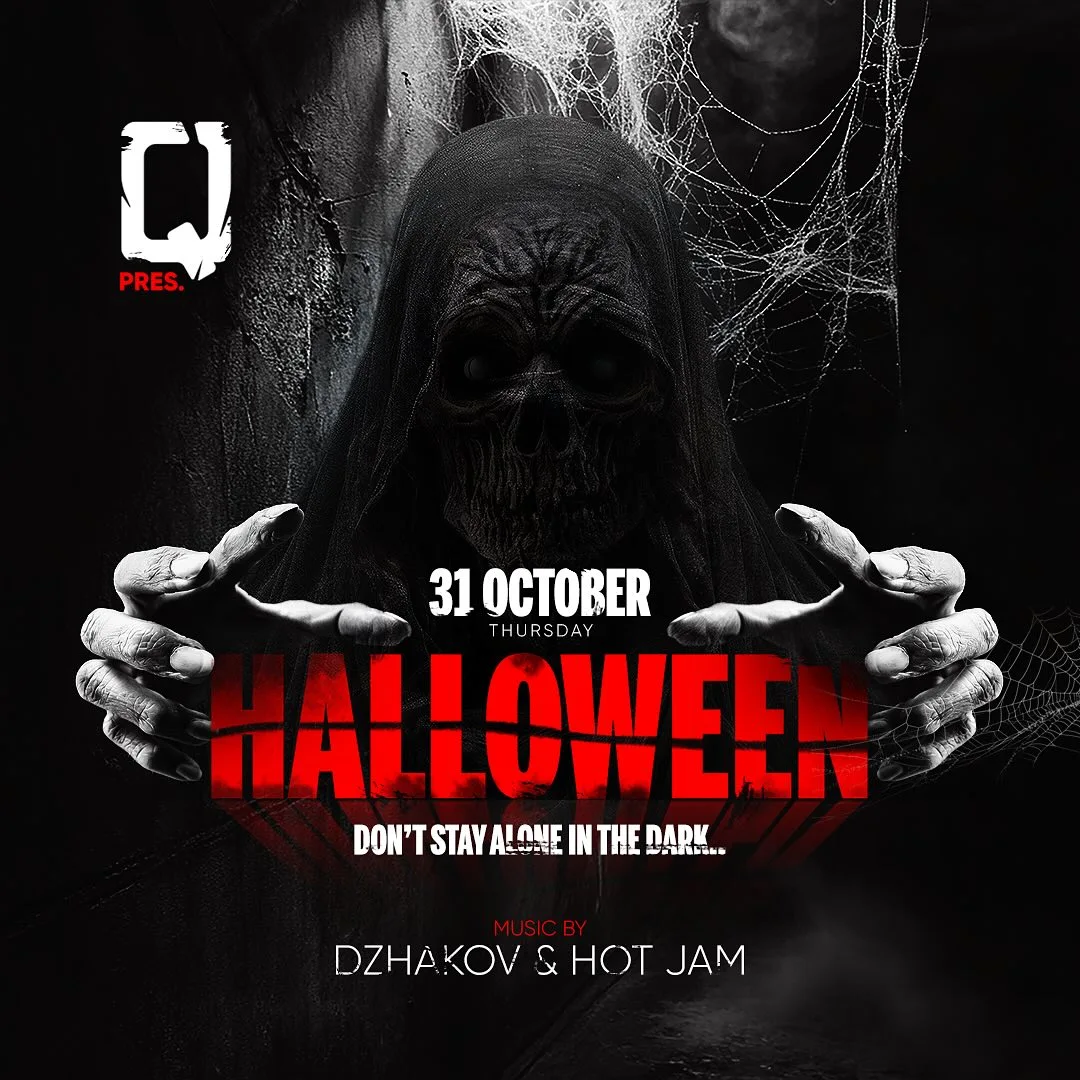 Q
PRES.
31 OCTOBER
THURSDAY
HALLOWEEN
DON'T STAY ALONE IN THE DARK..
MUSIC BY
DZHAKOV & HOT JAM